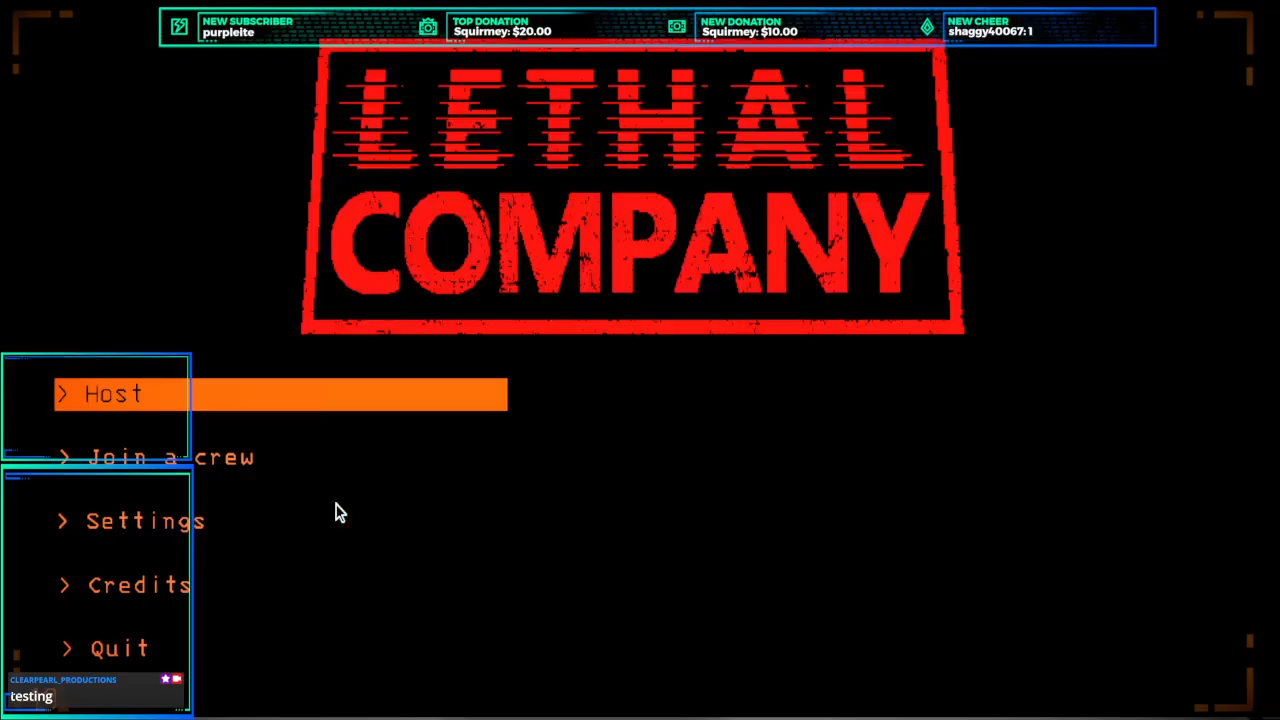 NEW SUBSCRIBER
purpleite
TOP DONATION
Squirmey: $20.00
NEW DONATION
Squirmey: $10.00
NEW CHEER
shaggy40067: 1
LETHAL
COMPANY
> Host
> Join a crew
> Settings
> Credits
> Quit
CLEARPEARL_PRODUCTIONS
testing